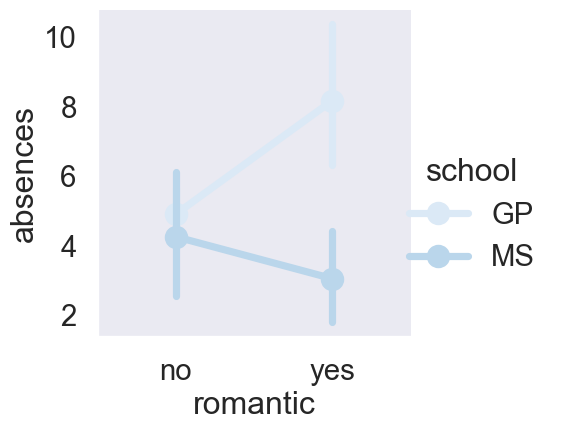 10
8
6
4
2
absences
no
yes
romantic
school
GP
MS